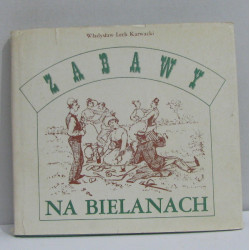 Władysław Lech Karwacki
ZABAWY
NA BIELANACH